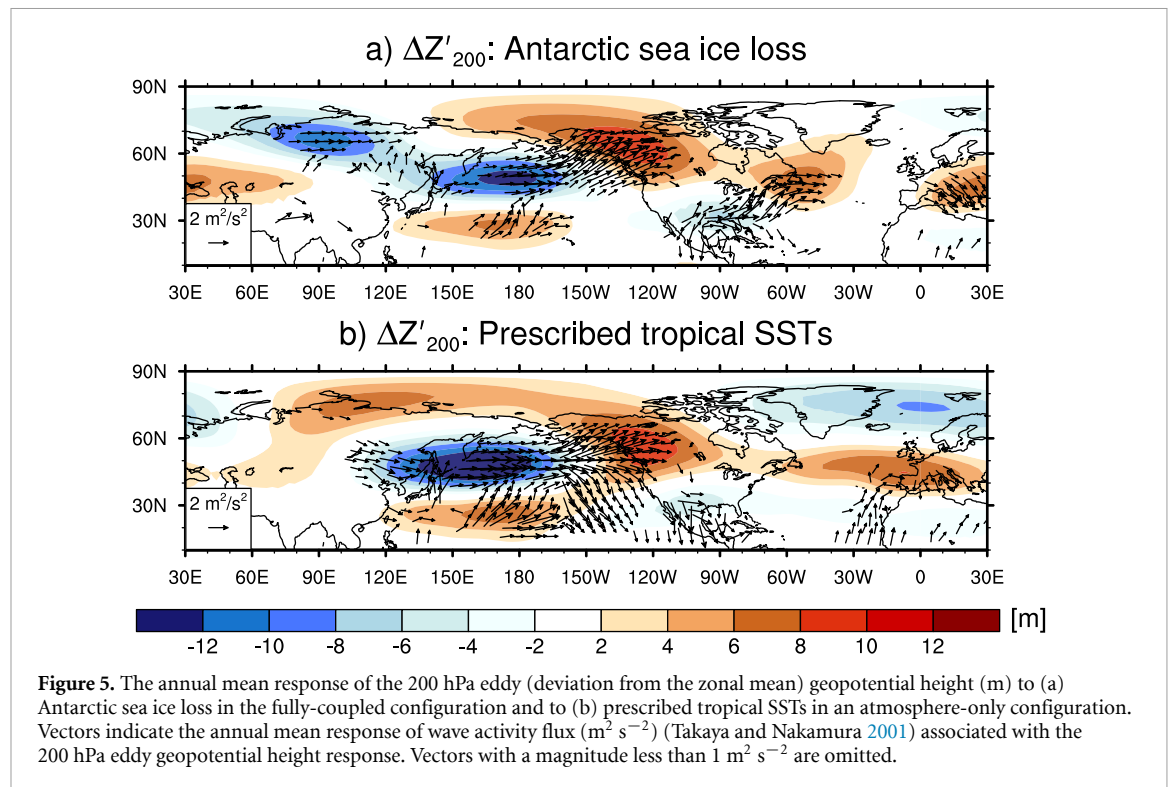 a) ΔZ′200: Antarctic sea ice loss
90N
60N
30N
2 m²/s²
30E 60E 90E 120E 150E 180 150W 120W 90W 60W 30W 0 30E
b) ΔZ′200: Prescribed tropical SSTs
90N
60N
30N
2 m²/s²
30E 60E 90E 120E 150E 180 150W 120W 90W 60W 30W 0 30E
[m]
-12 -10 -8 -6 -4 -2 2 4 6 8 10 12
Figure 5. The annual mean response of the 200 hPa eddy (deviation from the zonal mean) geopotential height (m) to (a)
Antarctic sea ice loss in the fully-coupled configuration and to (b) prescribed tropical SSTs in an atmosphere-only configuration.
Vectors indicate the annual mean response of wave activity flux (m² s⁻²) (Takaya and Nakamura 2001) associated with the
200 hPa eddy geopotential height response. Vectors with a magnitude less than 1 m² s⁻² are omitted.